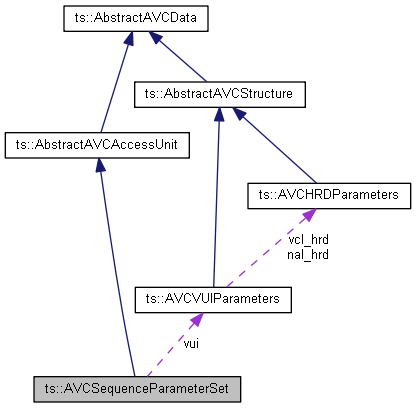 ts::AbstractAVCData
ts::AbstractAVCStructure
ts::AbstractAVCAccessUnit
ts::AVCHRDParameters
vcl_hrd
nal_hrd
ts::AVCVUIParameters
vui
ts::AVCSequenceParameterSet